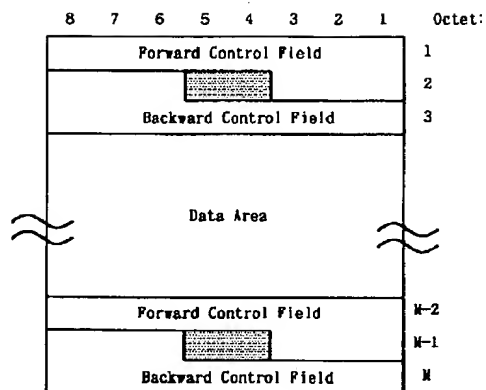 8 7 6 5 4 3 2 1 Octet:
Forward Control Field 1
2
Backward Control Field 3
Data Area
Forward Control Field M-2
M-1
Backward Control Field M